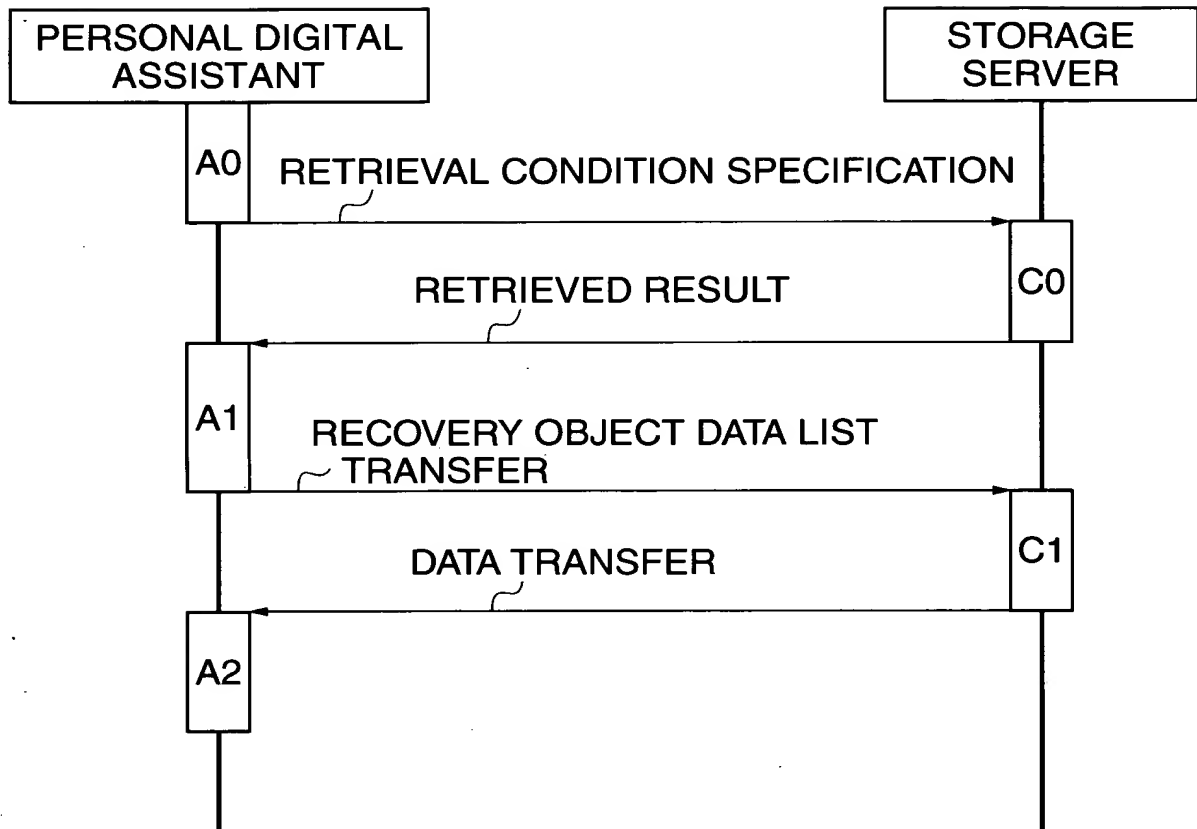 PERSONAL DIGITAL
ASSISTANT
STORAGE
SERVER
A0
RETRIEVAL CONDITION SPECIFICATION
C0
RETRIEVED RESULT
A1
RECOVERY OBJECT DATA LIST
TRANSFER
C1
DATA TRANSFER
A2